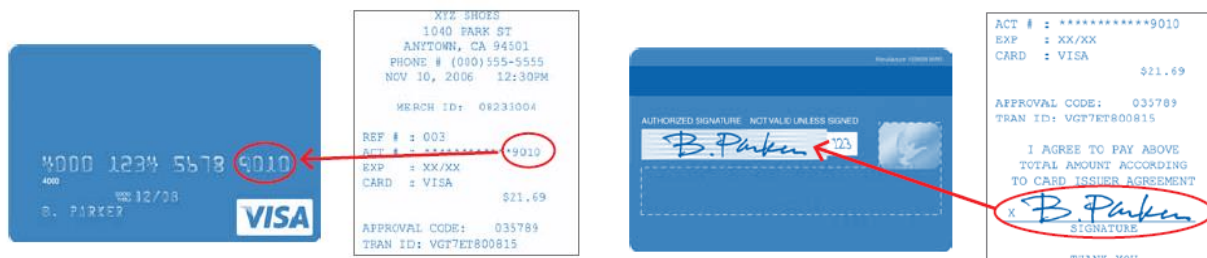 4000 1234 5678 9010
4000
12/08
B. PARKER
VISA
XYZ SHOES
1040 PARK ST
ANYTOWN, CA 94501
PHONE # (000)555-5555
NOV 10, 2006 12:30PM
MERCH ID: 08233004
REF # : 003
ACT # : ************9010
EXP : XX/XX
CARD : VISA
$21.69
APPROVAL CODE: 035789
TRAN ID: VGT7ET800815
AUTHORIZED SIGNATURE NOT VALID UNLESS SIGNED
B. Parker 123
ACT # : ************9010
EXP : XX/XX
CARD : VISA
$21.69
APPROVAL CODE: 035789
TRAN ID: VGT7ET800815
I AGREE TO PAY ABOVE
TOTAL AMOUNT ACCORDING
TO CARD ISSUER AGREEMENT
X B. Parker
SIGNATURE
THANK YOU